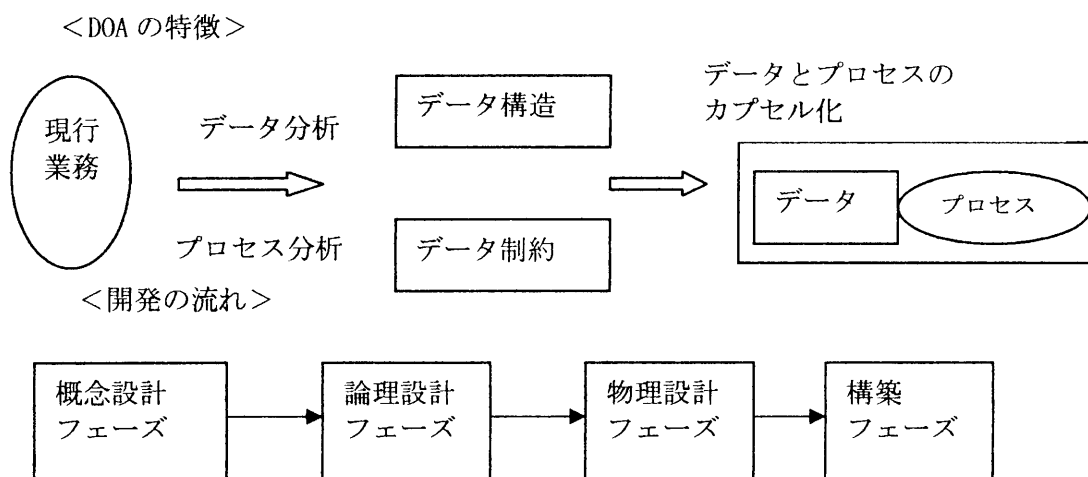 <DOAの特徴>
現行
業務
データ分析
プロセス分析
データ構造
データ制約
データとプロセスの
カプセル化
データ
プロセス
<開発の流れ>
概念設計
フェーズ
論理設計
フェーズ
物理設計
フェーズ
構築
フェーズ